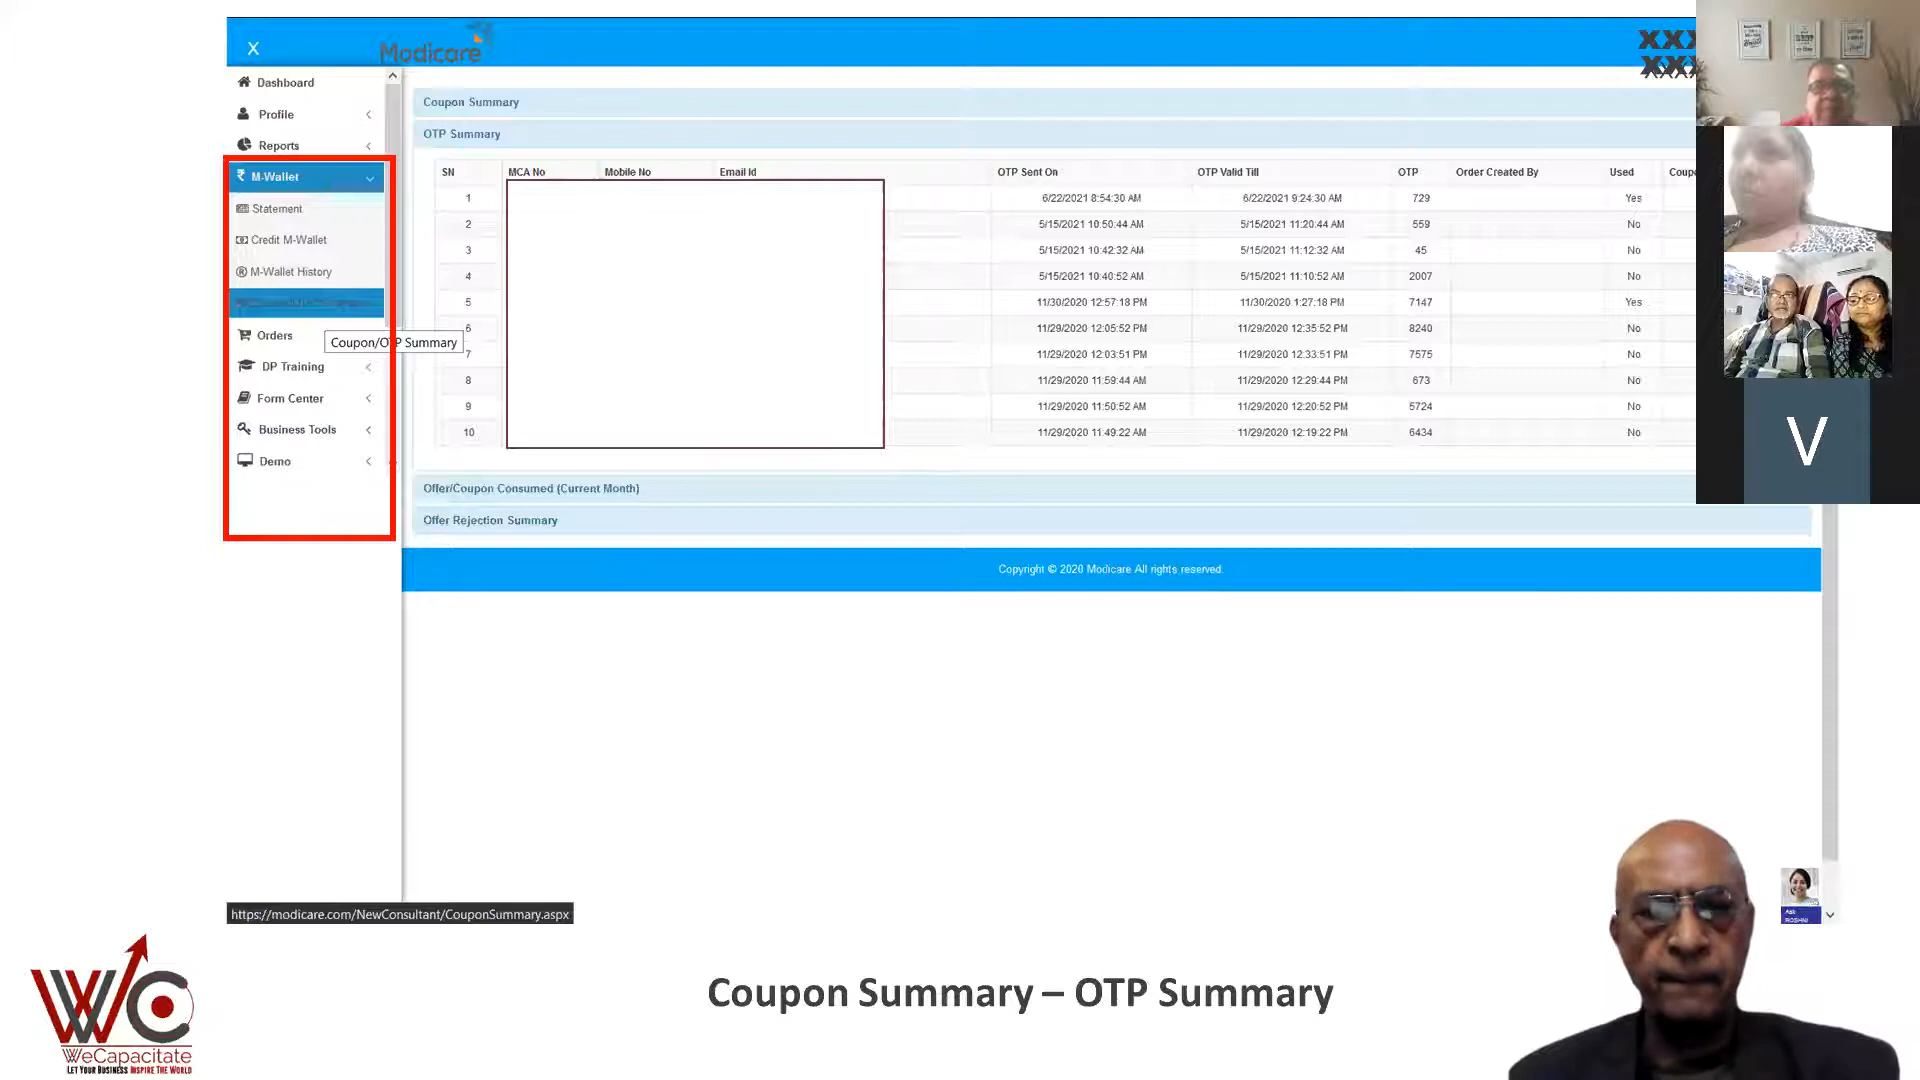 X
Modicare
XXX
XXX
Dashboard
Profile
Reports
₹ M-Wallet
Statement
Credit M-Wallet
M-Wallet History
Orders
Coupon/OTP Summary
DP Training
Form Center
Business Tools
Demo
Coupon Summary
OTP Summary
SN MCA No Mobile No Email Id OTP Sent On OTP Valid Till OTP Order Created By Used Coupo
1 6/22/2021 8:54:30 AM 6/22/2021 9:24:30 AM 729 Yes
2 5/15/2021 10:50:44 AM 5/15/2021 11:20:44 AM 559 No
3 5/15/2021 10:42:32 AM 5/15/2021 11:12:32 AM 45 No
4 5/15/2021 10:40:52 AM 5/15/2021 11:10:52 AM 2007 No
5 11/30/2020 12:57:18 PM 11/30/2020 1:27:18 PM 7147 Yes
6 11/29/2020 12:05:52 PM 11/29/2020 12:35:52 PM 8240 No
7 11/29/2020 12:03:51 PM 11/29/2020 12:33:51 PM 7575 No
8 11/29/2020 11:59:44 AM 11/29/2020 12:29:44 PM 673 No
9 11/29/2020 11:50:52 AM 11/29/2020 12:20:52 PM 5724 No
10 11/29/2020 11:49:22 AM 11/29/2020 12:19:22 PM 6434 No
Offer/Coupon Consumed (Current Month)
Offer Rejection Summary
Copyright © 2020 Modicare All rights reserved.
V
https://modicare.com/NewConsultant/CouponSummary.aspx
Ask
ROSHNI
WC
WeCapacitate
LET YOUR BUSINESS INSPIRE THE WORLD
Coupon Summary – OTP Summary